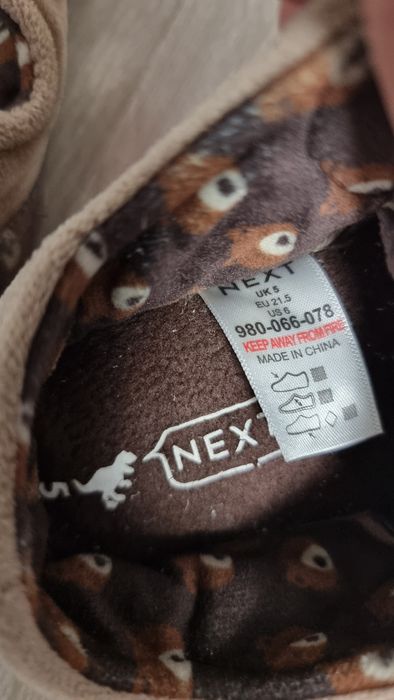 NEXT
UK 5
EU 21.5
US 6
980-066-078
KEEP AWAY FROM FIRE
MADE IN CHINA
NEXT
5